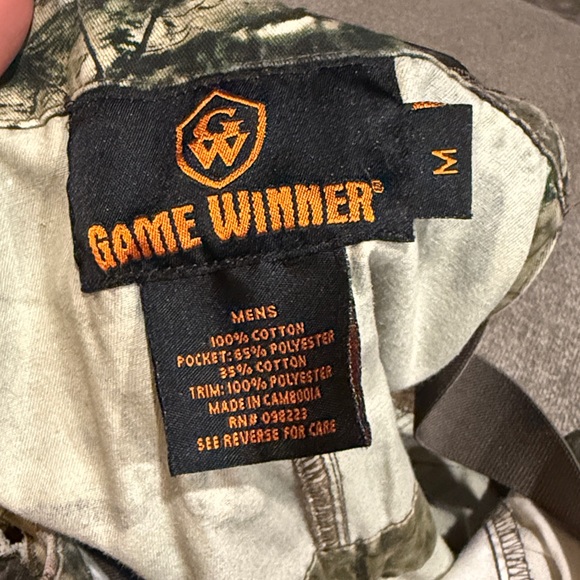 GW
GAME WINNER®
M
MENS
100% COTTON
POCKET: 65% POLYESTER
35% COTTON
TRIM: 100% POLYESTER
MADE IN CAMBODIA
RN# 098223
SEE REVERSE FOR CARE